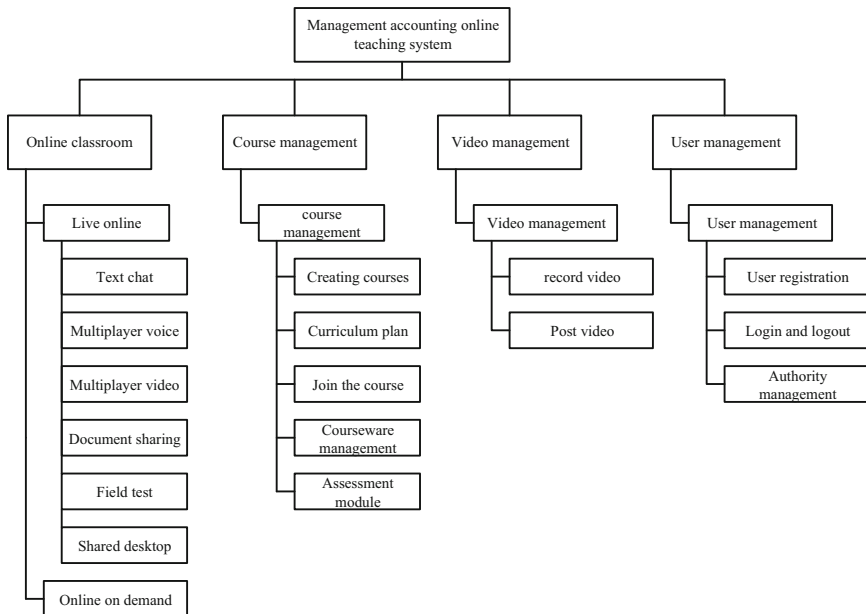 Management accounting online
teaching system
Online classroom
Course management
Video management
User management
Live online
course
management
Video management
User management
Text chat
Creating courses
record video
User registration
Multiplayer voice
Curriculum plan
Post video
Login and logout
Multiplayer video
Join the course
Authority
management
Document sharing
Courseware
management
Field test
Assessment
module
Shared desktop
Online on demand